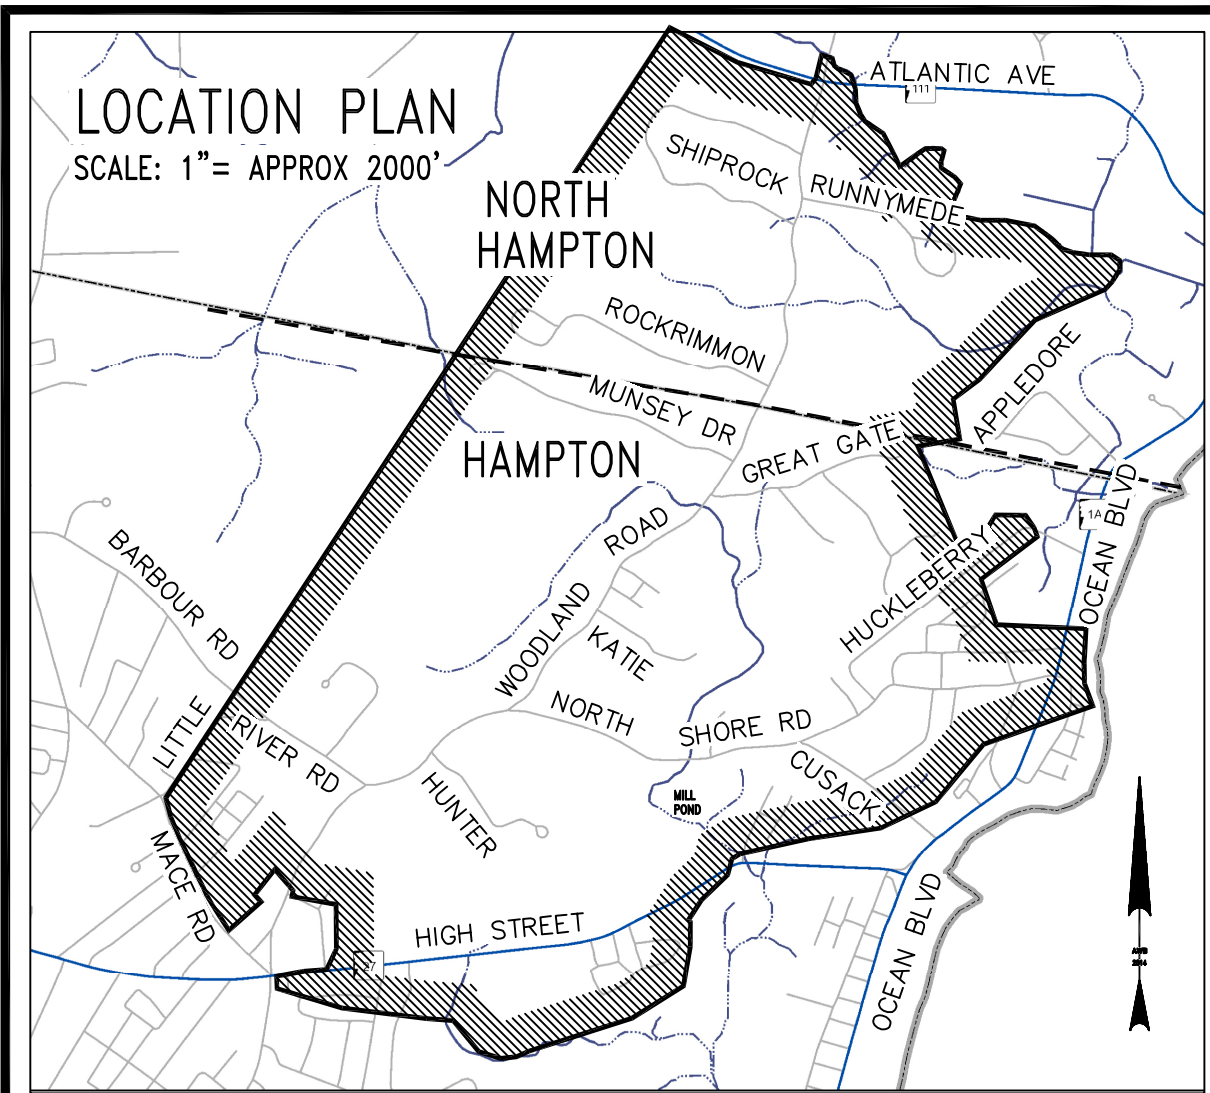 LOCATION PLAN
SCALE: 1”= APPROX 2000’
ATLANTIC AVE
111
SHIPROCK
RUNNYMEDE
NORTH
HAMPTON
ROCKRIMMON
MUNSEY DR
APPLEDORE
GREAT GATE
HAMPTON
OCEAN BLVD
1A
WOODLAND ROAD
HUCKLEBERRY
BARBOUR RD
KATIE
NORTH SHORE RD
LITTLE RIVER RD
CUSACK
HUNTER
MILL
POND
MACE RD
HIGH STREET
27
OCEAN BLVD